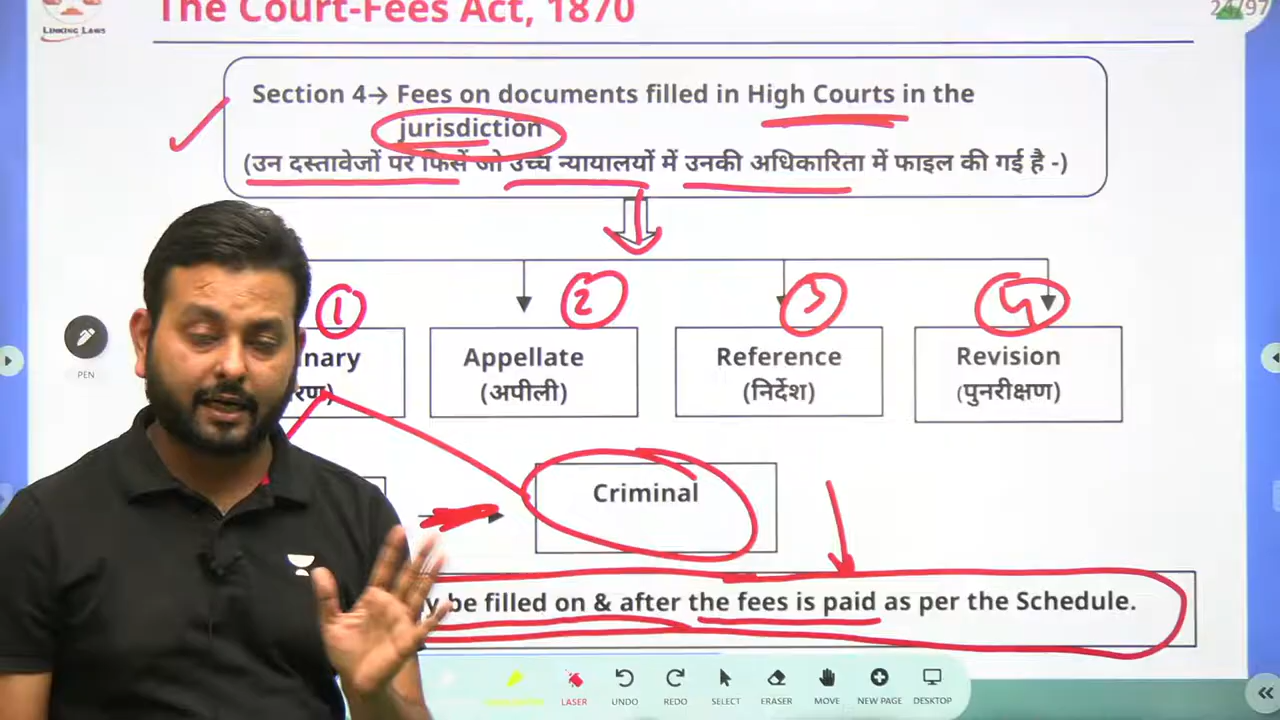 The Court-Fees Act, 1870
24/97
LINKING LAWS
Section 4→ Fees on documents filled in High Courts in the
jurisdiction
(उन दस्तावेजों पर फिसें जो उच्च न्यायालयों में उनकी अधिकारिता में फाइल की गई है -)
1
2
3
4
Appellate
(अपीली)
Reference
(निर्देश)
Revision
(पुनरीक्षण)
PEN
Criminal
be filled on & after the fees is paid as per the Schedule.
LASER
UNDO
REDO
SELECT
ERASER
MOVE
NEW PAGE
DESKTOP